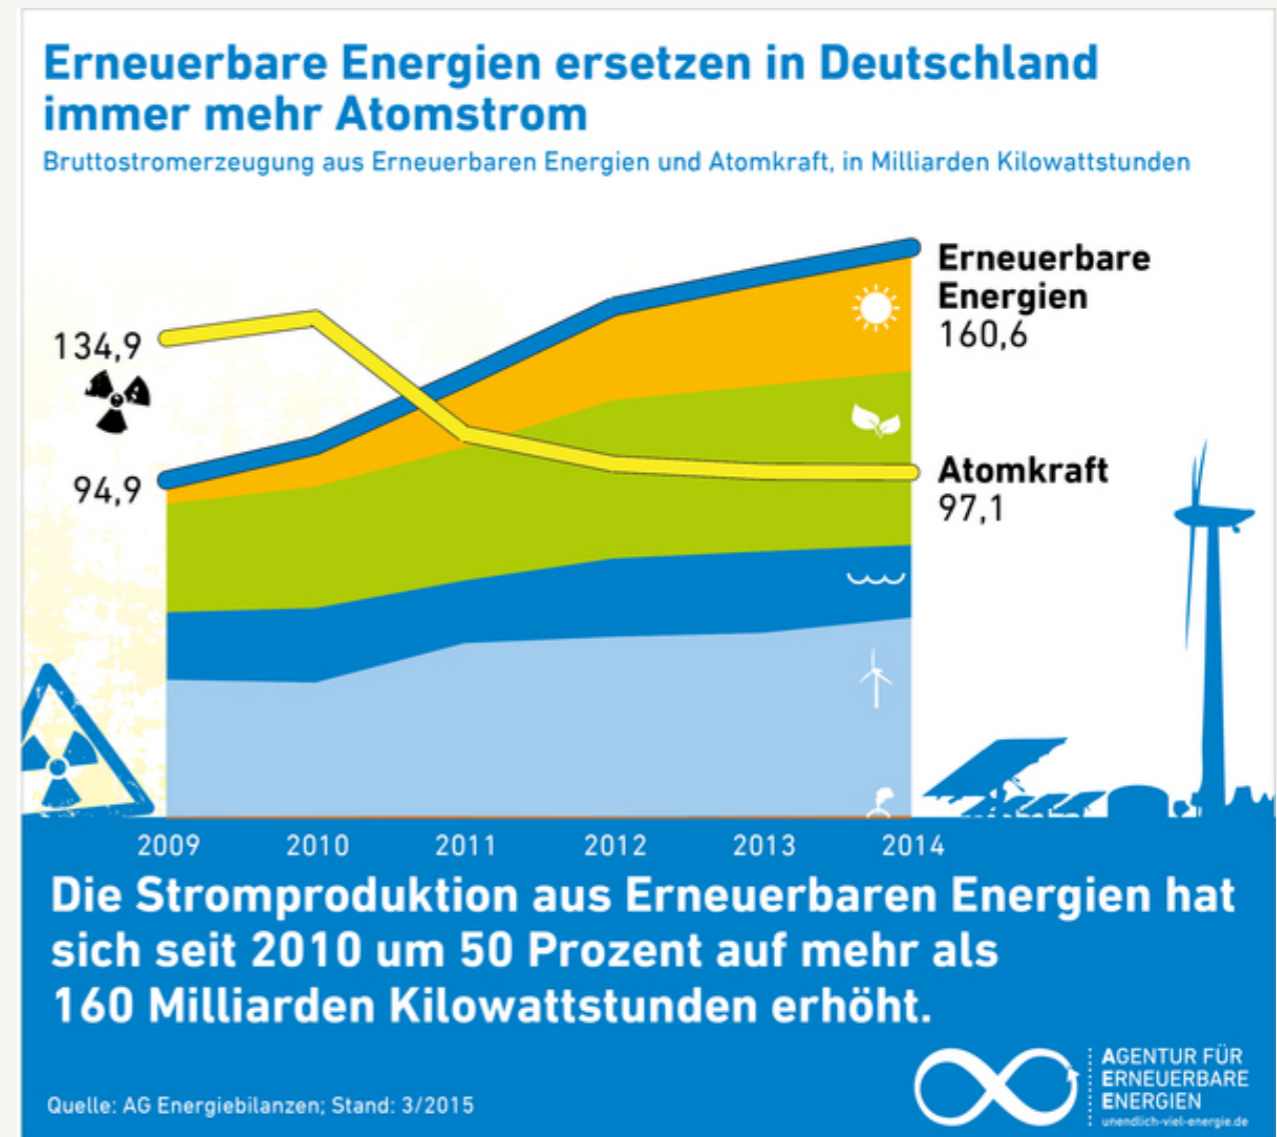 Erneuerbare Energien ersetzen in Deutschland
immer mehr Atomstrom
Bruttostromerzeugung aus Erneuerbaren Energien und Atomkraft, in Milliarden Kilowattstunden
134,9
94,9
Erneuerbare
Energien
160,6
Atomkraft
97,1
2009 2010 2011 2012 2013 2014
Die Stromproduktion aus Erneuerbaren Energien hat
sich seit 2010 um 50 Prozent auf mehr als
160 Milliarden Kilowattstunden erhöht.
Quelle: AG Energiebilanzen; Stand: 3/2015
AGENTUR FÜR
ERNEUERBARE
ENERGIEN
unendlich-viel-energie.de